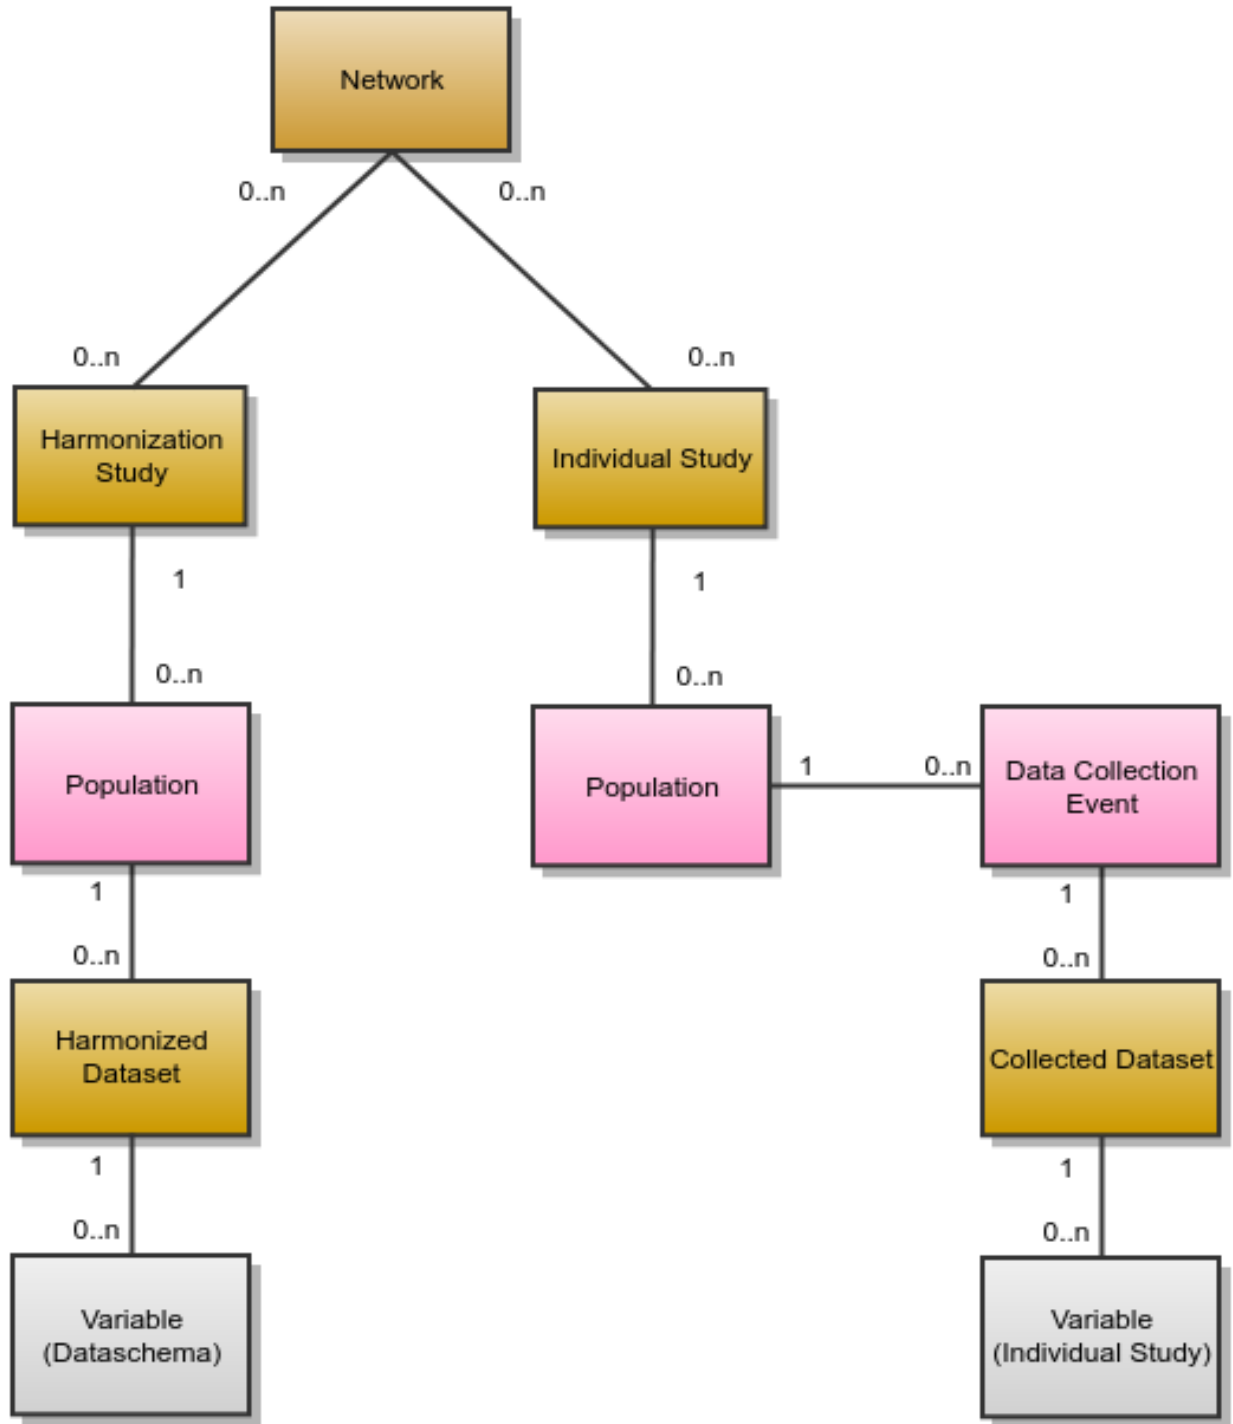 Network
0..n
0..n
0..n
0..n
Harmonization
Study
Individual Study
1
1
0..n
0..n
Population
Population
1
0..n
Data Collection
Event
1
1
0..n
0..n
Harmonized
Dataset
Collected Dataset
1
1
0..n
0..n
Variable
(Dataschema)
Variable
(Individual Study)